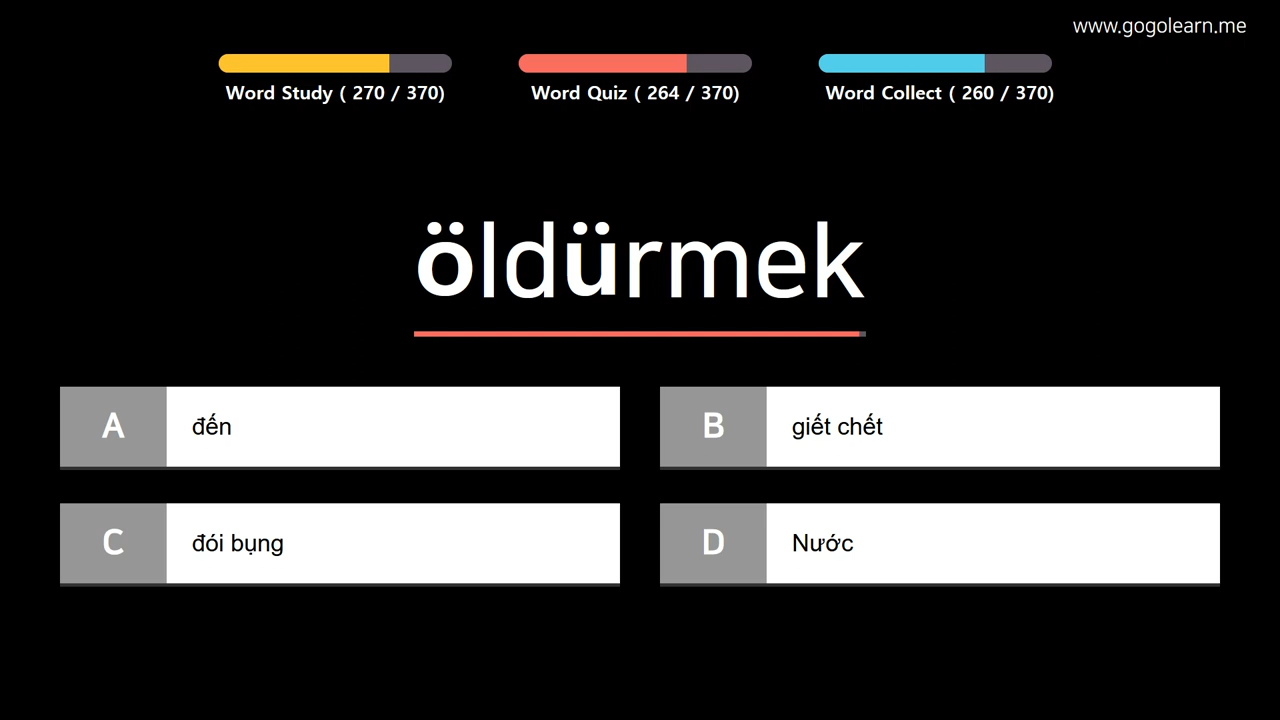 www.gogolearn.me
Word Study ( 270 / 370)
Word Quiz ( 264 / 370)
Word Collect ( 260 / 370)
öldürmek
A
đến
B
giết chết
C
đói bụng
D
Nước